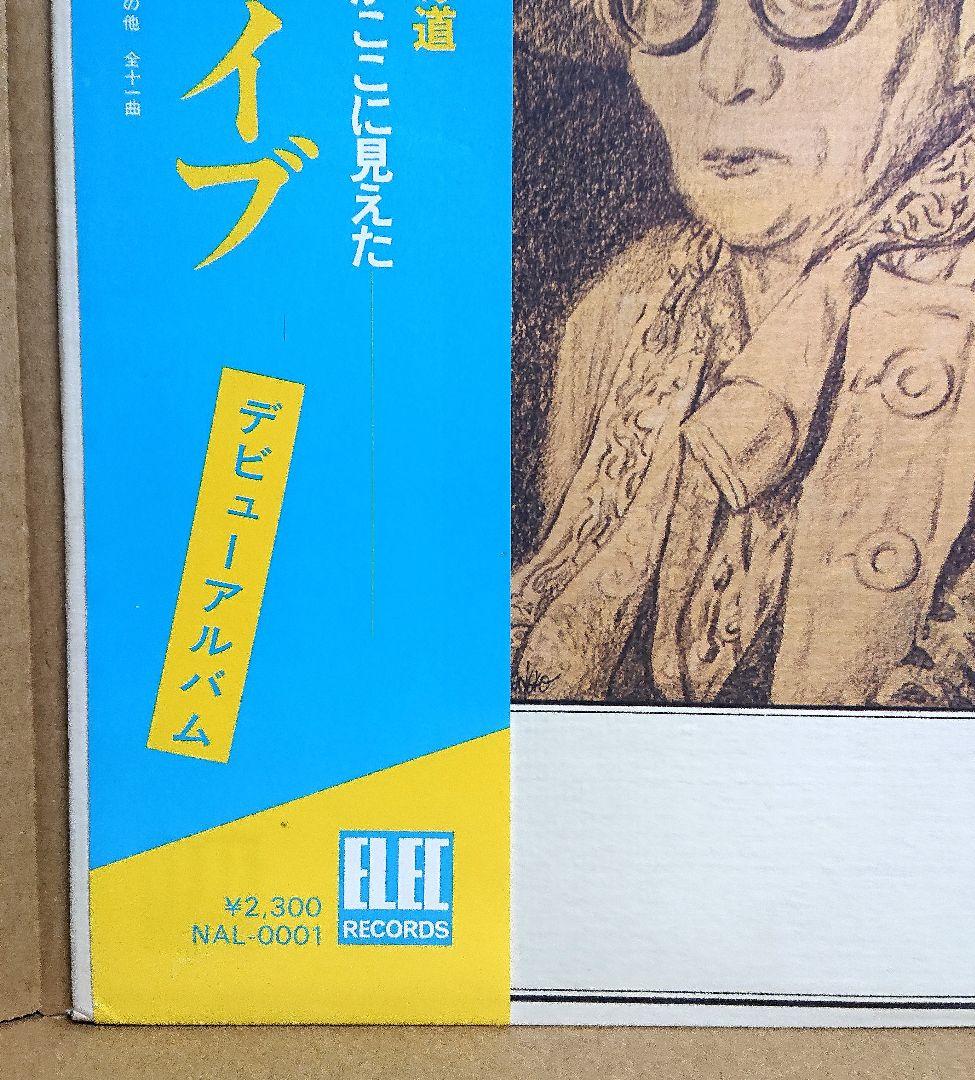 道
ここに見えた
イブ
の他 全十一曲
デビューアルバム
¥2,300
NAL-0001
ELEC
RECORDS